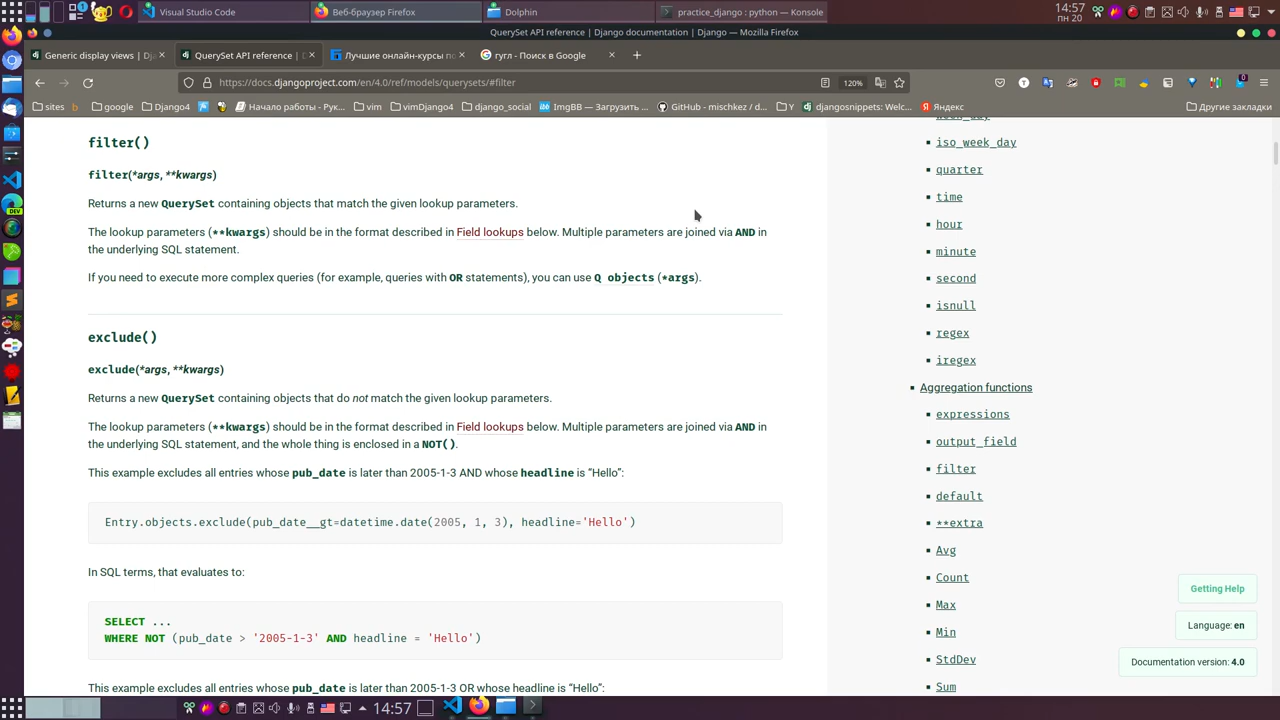 Visual Studio Code
Веб-браузер Firefox
Dolphin
practice_django : python — Konsole
14:57
пн 20
QuerySet API reference | Django documentation | Django — Mozilla Firefox
Generic display views | Dj
QuerySet API reference | D
Лучшие онлайн-курсы по
гугл - Поиск в Google
https://docs.djangoproject.com/en/4.0/ref/models/querysets/#filter
120%
sites
google
Django4
Начало работы - Рук...
vim
vimDjango4
django_social
ImgBB — Загрузить ...
GitHub - mischkez / do...
Y
djangosnippets: Welc...
Яндекс
Другие закладки
filter()
filter(*args, **kwargs)
Returns a new QuerySet containing objects that match the given lookup parameters.
The lookup parameters (**kwargs) should be in the format described in Field lookups below. Multiple parameters are joined via AND in
the underlying SQL statement.
If you need to execute more complex queries (for example, queries with OR statements), you can use Q objects (*args).
exclude()
exclude(*args, **kwargs)
Returns a new QuerySet containing objects that do not match the given lookup parameters.
The lookup parameters (**kwargs) should be in the format described in Field lookups below. Multiple parameters are joined via AND in
the underlying SQL statement, and the whole thing is enclosed in a NOT().
This example excludes all entries whose pub_date is later than 2005-1-3 AND whose headline is “Hello”:
Entry.objects.exclude(pub_date__gt=datetime.date(2005, 1, 3), headline='Hello')
In SQL terms, that evaluates to:
SELECT ...
WHERE NOT (pub_date > '2005-1-3' AND headline = 'Hello')
This example excludes all entries whose pub_date is later than 2005-1-3 OR whose headline is “Hello”:
week_day
iso_week_day
quarter
time
hour
minute
second
isnull
regex
iregex
Aggregation functions
expressions
output_field
filter
default
**extra
Avg
Count
Max
Min
StdDev
Sum
Getting Help
Language: en
Documentation version: 4.0
14:57